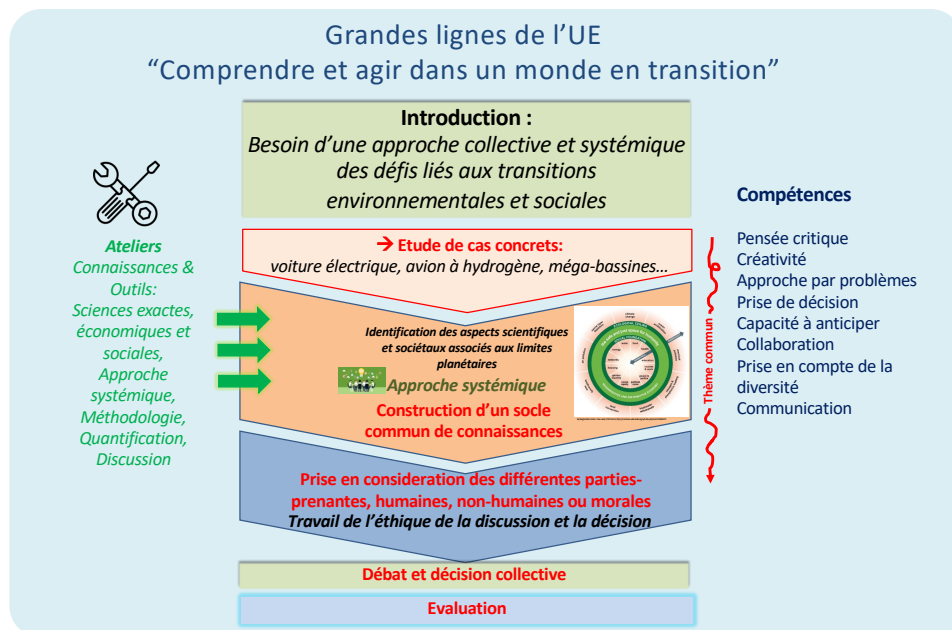 Grandes lignes de l’UE
“Comprendre et agir dans un monde en transition”
Introduction :
Besoin d’une approche collective et systémique
des défis liés aux transitions
environnementales et sociales
Ateliers
Connaissances &
Outils:
Sciences exactes,
économiques et
sociales,
Approche
systémique,
Méthodologie,
Quantification,
Discussion
→ Etude de cas concrets:
voiture électrique, avion à hydrogène, méga-bassines...
Identification des aspects scientifiques
et sociétaux associés aux limites
planétaires
Approche systémique
Construction d’un socle
commun de connaissances
Prise en considération des différentes parties-
prenantes, humaines, non-humaines ou morales
Travail de l’éthique de la discussion et la décision
Débat et décision collective
Evaluation
Thème commun
Compétences
Pensée critique
Créativité
Approche par problèmes
Prise de décision
Capacité à anticiper
Collaboration
Prise en compte de la
diversité
Communication